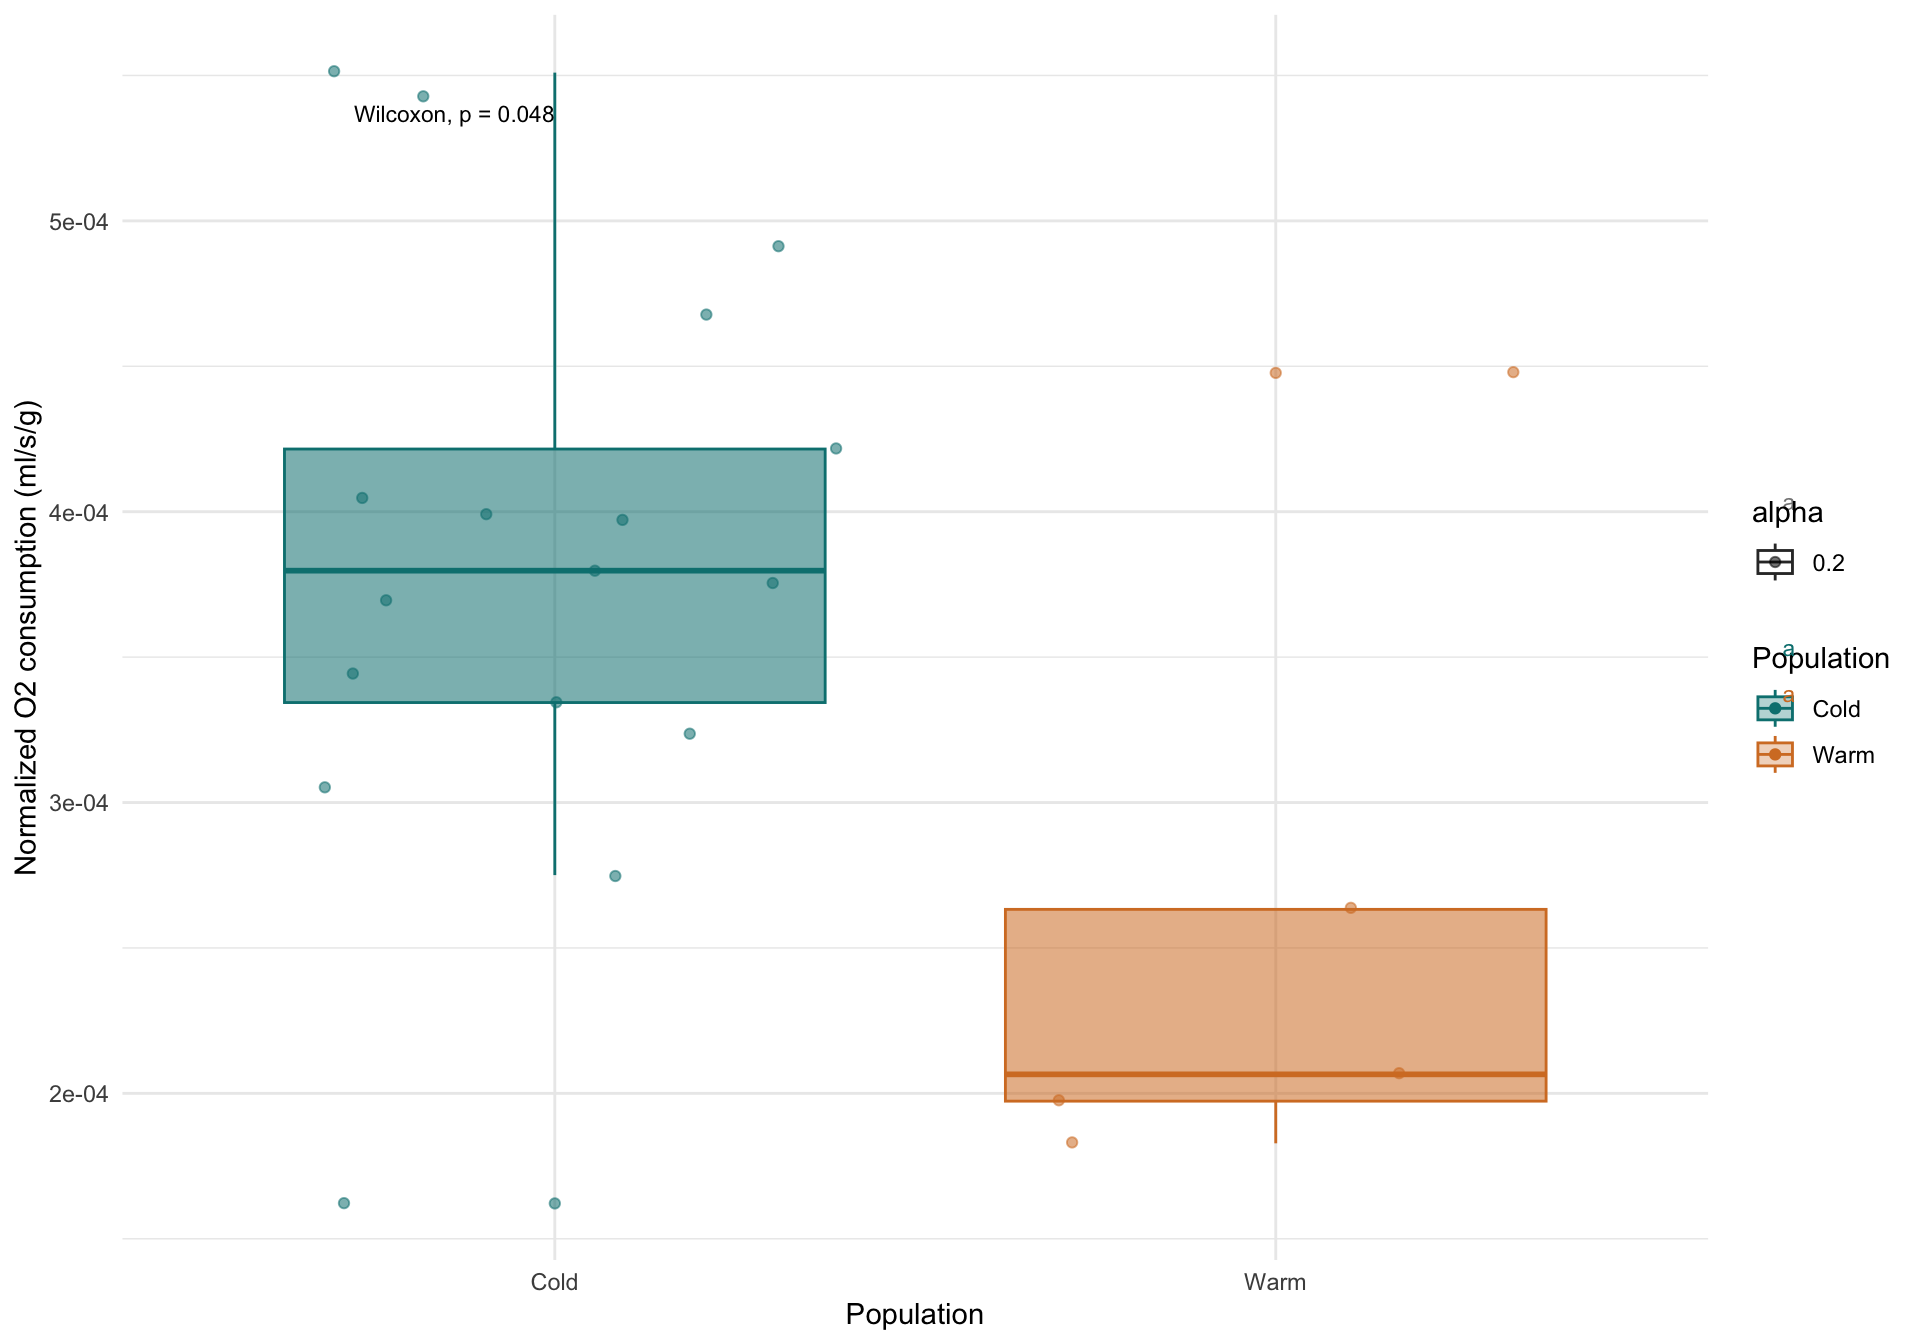 Wilcoxon, p = 0.048
5e-04
4e-04
3e-04
2e-04
Normalized O2 consumption (ml/s/g)
Cold
Warm
Population
a
alpha
0.2
a
Population
a
Cold
Warm